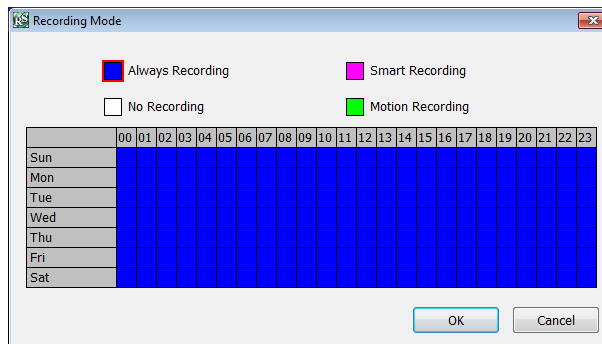 Recording Mode
Always Recording
Smart Recording
No Recording
Motion Recording
00 01 02 03 04 05 06 07 08 09 10 11 12 13 14 15 16 17 18 19 20 21 22 23
Sun
Mon
Tue
Wed
Thu
Fri
Sat
OK Cancel